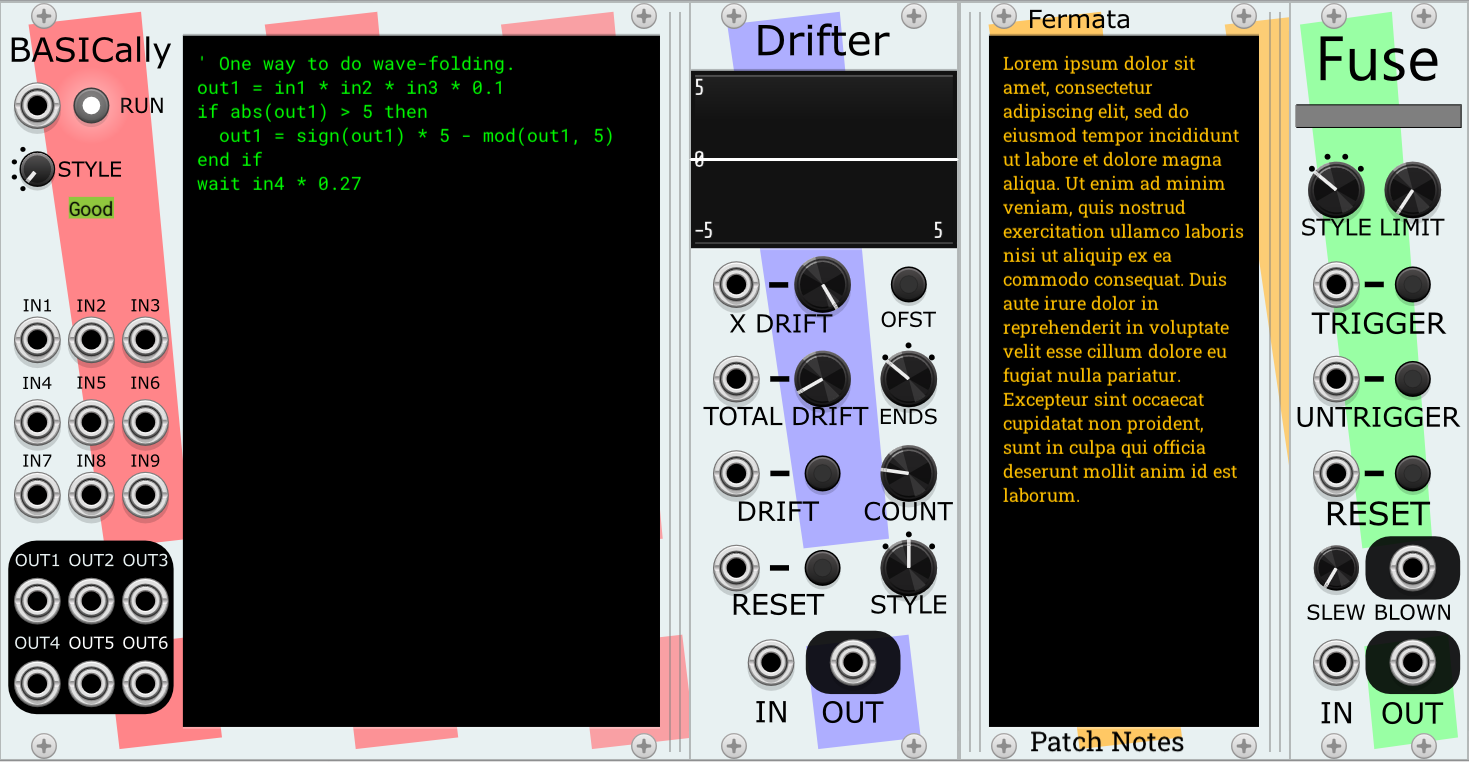 BASICally
RUN
STYLE
Good
IN1 IN2 IN3
IN4 IN5 IN6
IN7 IN8 IN9
OUT1 OUT2 OUT3
OUT4 OUT5 OUT6
' One way to do wave-folding.
out1 = in1 * in2 * in3 * 0.1
if abs(out1) > 5 then
  out1 = sign(out1) * 5 - mod(out1, 5)
end if
wait in4 * 0.27
Drifter
5
0
-5 5
X DRIFT OFST
TOTAL DRIFT ENDS
DRIFT COUNT
RESET STYLE
IN OUT
Fermata
Lorem ipsum dolor sit
amet, consectetur
adipiscing elit, sed do
eiusmod tempor incididunt
ut labore et dolore magna
aliqua. Ut enim ad minim
veniam, quis nostrud
exercitation ullamco laboris
nisi ut aliquip ex ea
commodo consequat. Duis
aute irure dolor in
reprehenderit in voluptate
velit esse cillum dolore eu
fugiat nulla pariatur.
Excepteur sint occaecat
cupidatat non proident,
sunt in culpa qui officia
deserunt mollit anim id est
laborum.
Patch Notes
Fuse
STYLE LIMIT
TRIGGER
UNTRIGGER
RESET
SLEW BLOWN
IN OUT